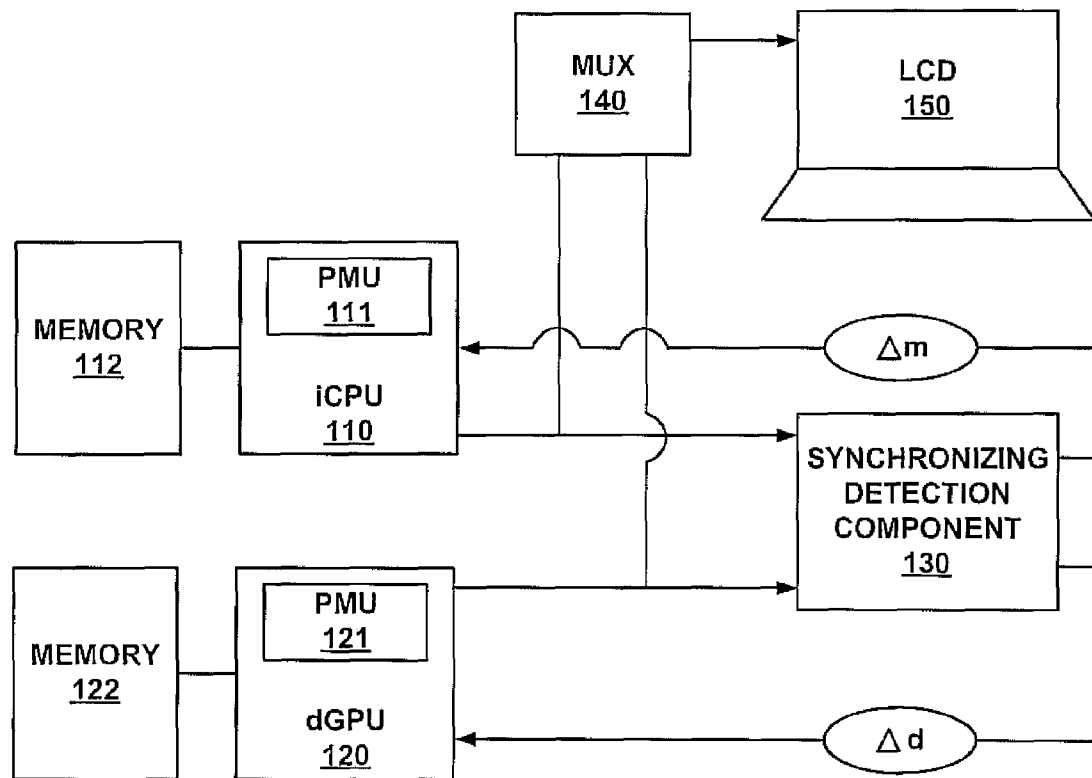 MUX
140
LCD
150
MEMORY
112
PMU
111
iCPU
110
Δm
SYNCHRONIZING
DETECTION
COMPONENT
130
MEMORY
122
PMU
121
dGPU
120
Δd